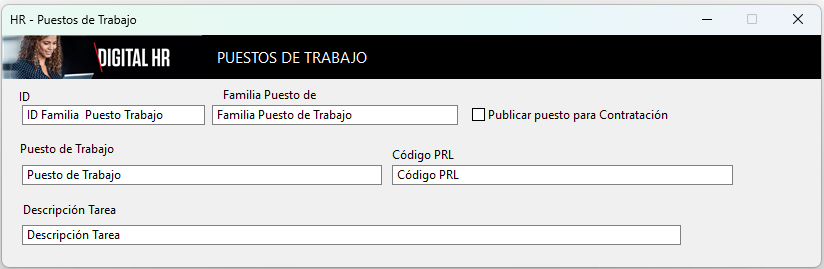 HR - Puestos de Trabajo
DIGITAL HR
PUESTOS DE TRABAJO
ID
Familia Puesto de
ID Familia  Puesto Trabajo
Familia Puesto de Trabajo
Publicar puesto para Contratación
Puesto de Trabajo
Código PRL
Puesto de Trabajo
Código PRL
Descripción Tarea
Descripción Tarea